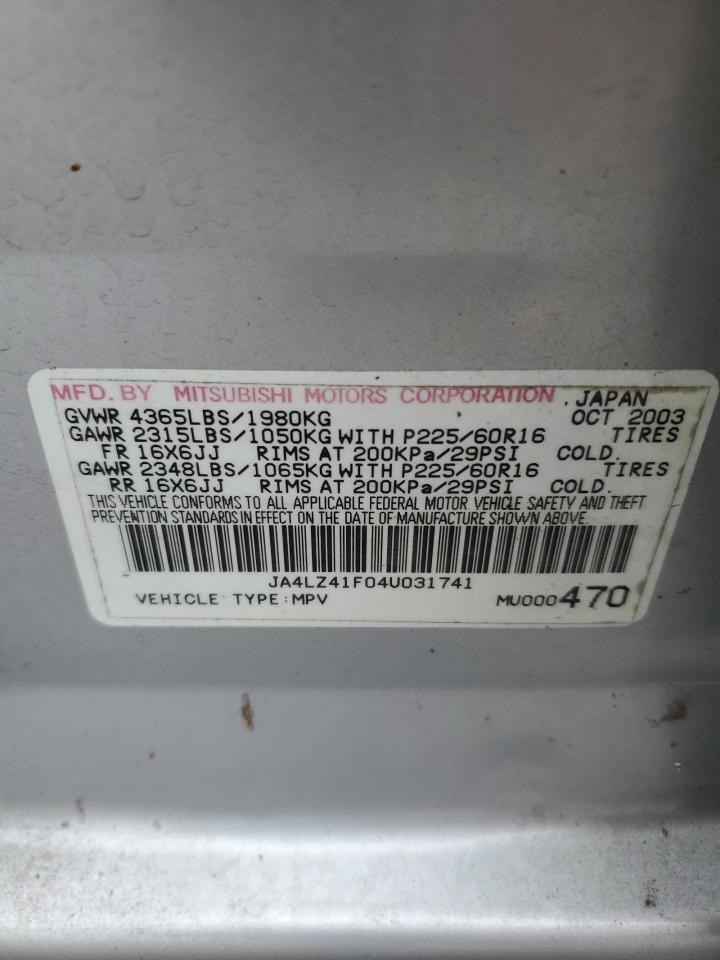 MFD. BY MITSUBISHI MOTORS CORPORATION , JAPAN
GVWR 4365LBS/1980KG OCT 2003
GAWR 2315LBS/1050KG WITH P225/60R16 TIRES
FR 16X6JJ RIMS AT 200KPa/29PSI COLD.
GAWR 2348LBS/1065KG WITH P225/60R16 TIRES
RR 16X6JJ RIMS AT 200KPa/29PSI COLD.
THIS VEHICLE CONFORMS TO ALL APPLICABLE FEDERAL MOTOR VEHICLE SAFETY AND THEFT
PREVENTION STANDARDS IN EFFECT ON THE DATE OF MANUFACTURE SHOWN ABOVE.
JA4LZ41F04U031741
VEHICLE TYPE:MPV MU000470